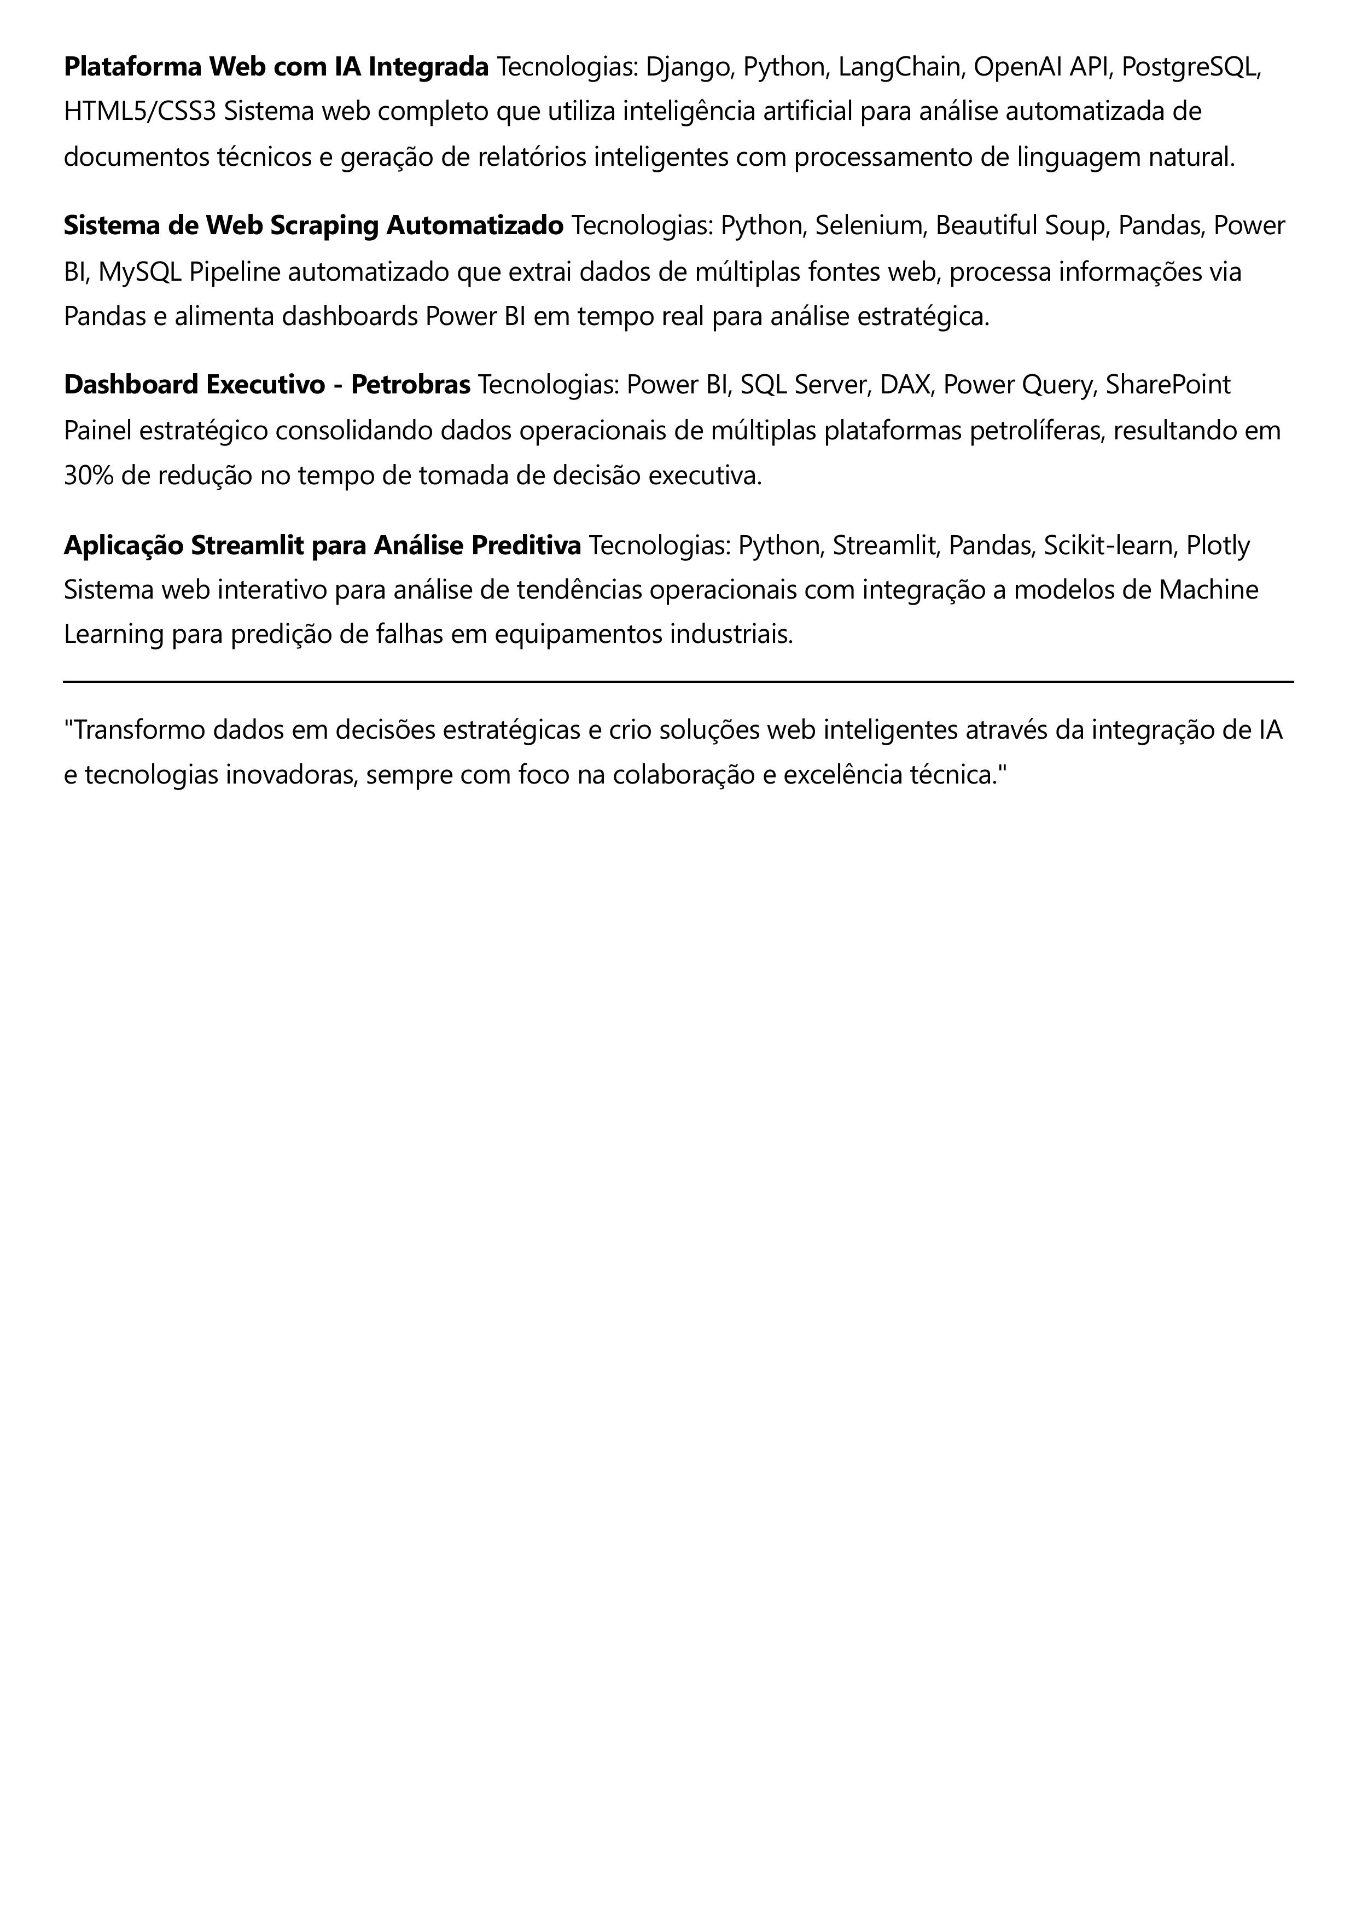 Plataforma Web com IA Integrada Tecnologias: Django, Python, LangChain, OpenAI API, PostgreSQL,
HTML5/CSS3 Sistema web completo que utiliza inteligência artificial para análise automatizada de
documentos técnicos e geração de relatórios inteligentes com processamento de linguagem natural.
Sistema de Web Scraping Automatizado Tecnologias: Python, Selenium, Beautiful Soup, Pandas, Power
BI, MySQL Pipeline automatizado que extrai dados de múltiplas fontes web, processa informações via
Pandas e alimenta dashboards Power BI em tempo real para análise estratégica.
Dashboard Executivo - Petrobras Tecnologias: Power BI, SQL Server, DAX, Power Query, SharePoint
Painel estratégico consolidando dados operacionais de múltiplas plataformas petrolíferas, resultando em
30% de redução no tempo de tomada de decisão executiva.
Aplicação Streamlit para Análise Preditiva Tecnologias: Python, Streamlit, Pandas, Scikit-learn, Plotly
Sistema web interativo para análise de tendências operacionais com integração a modelos de Machine
Learning para predição de falhas em equipamentos industriais.
"Transformo dados em decisões estratégicas e crio soluções web inteligentes através da integração de IA
e tecnologias inovadoras, sempre com foco na colaboração e excelência técnica."